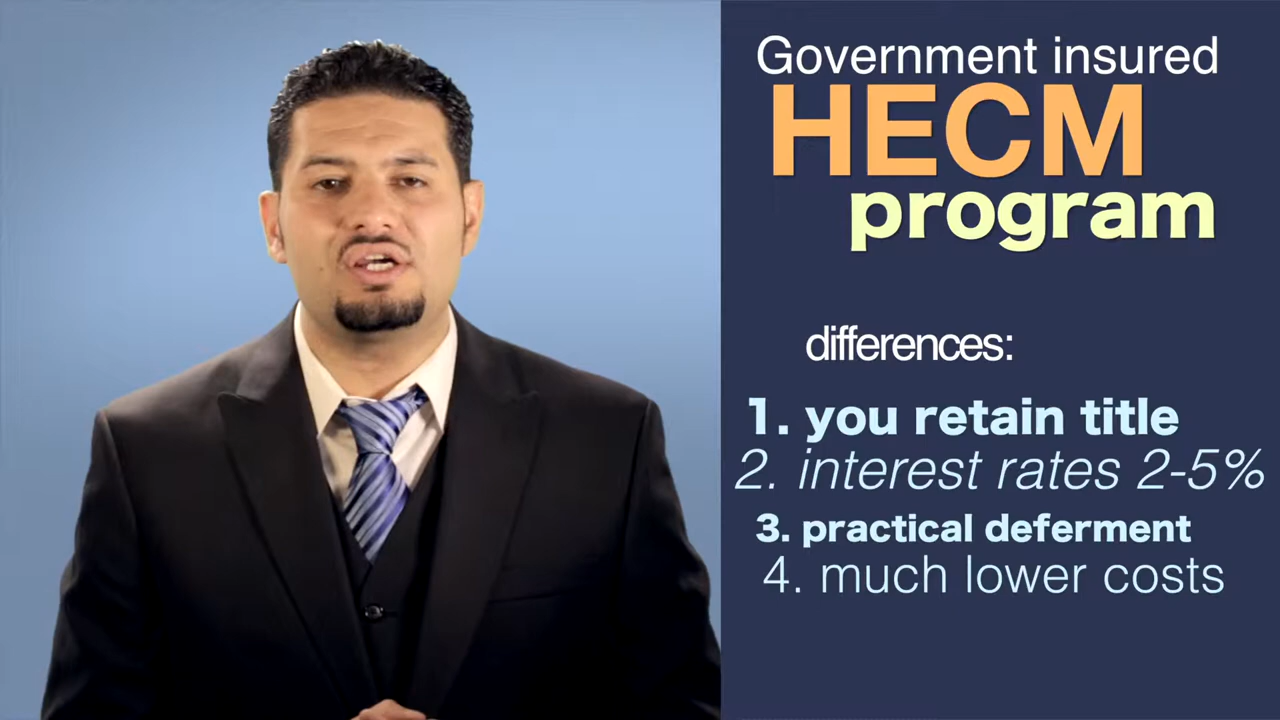 Government insured
HECM
program
differences:
1. you retain title
2. interest rates 2-5%
3. practical deferment
4. much lower costs